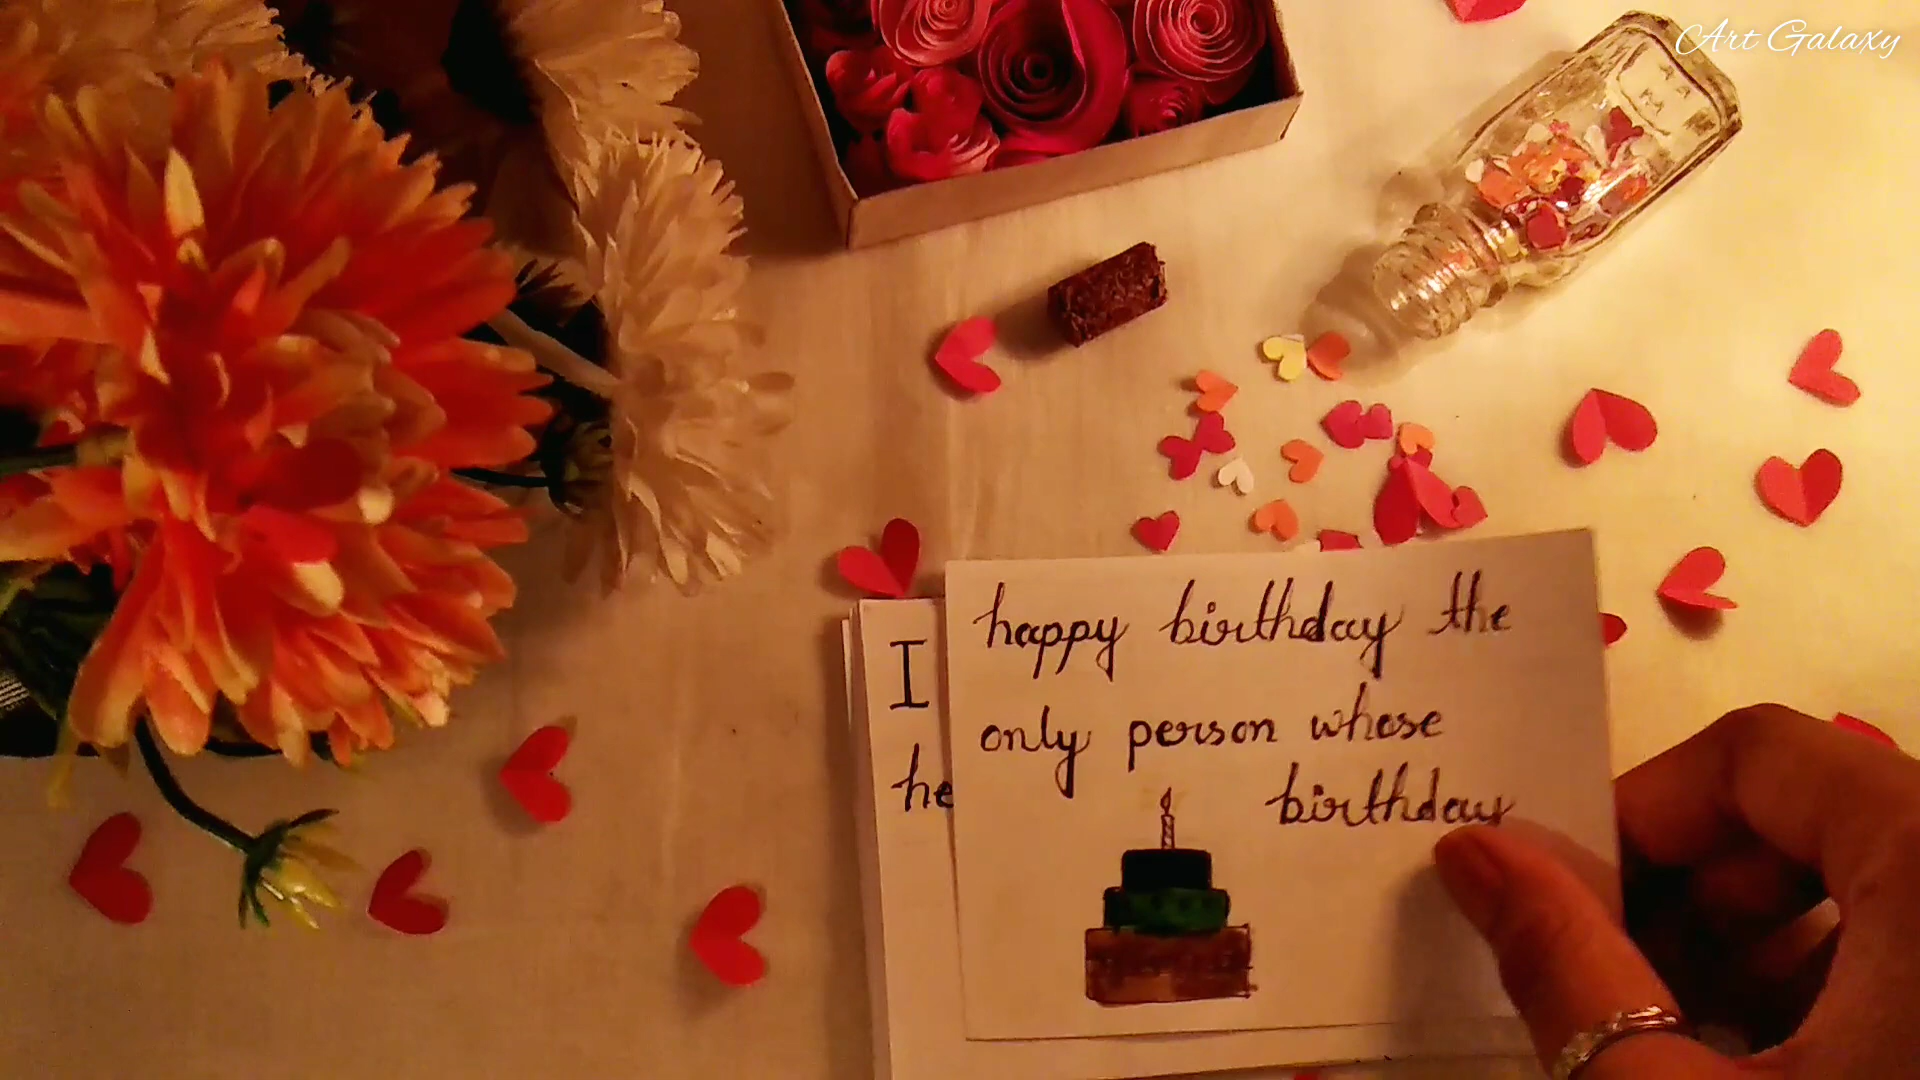 Art Galaxy
happy birthday the
only person whose
birthday
I
he